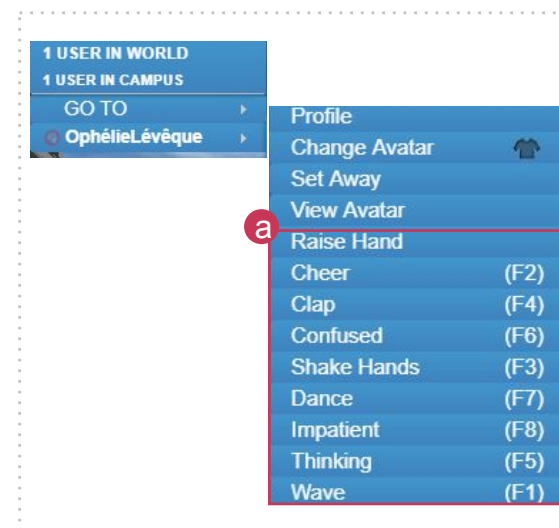 1 USER IN WORLD
1 USER IN CAMPUS
GO TO
OphélieLévêque
Profile
Change Avatar
Set Away
View Avatar
a
Raise Hand
Cheer (F2)
Clap (F4)
Confused (F6)
Shake Hands (F3)
Dance (F7)
Impatient (F8)
Thinking (F5)
Wave (F1)